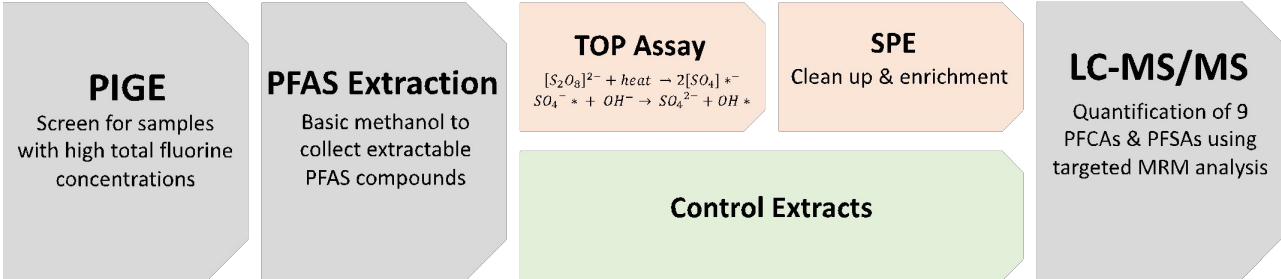 PIGE
Screen for samples
with high total fluorine
concentrations
PFAS Extraction
Basic methanol to
collect extractable
PFAS compounds
TOP Assay
[S₂O₈]²⁻ + heat → 2[SO₄] *⁻
SO₄⁻ * + OH⁻ → SO₄²⁻ + OH *
SPE
Clean up & enrichment
Control Extracts
LC-MS/MS
Quantification of 9
PFCAs & PFSAs using
targeted MRM analysis